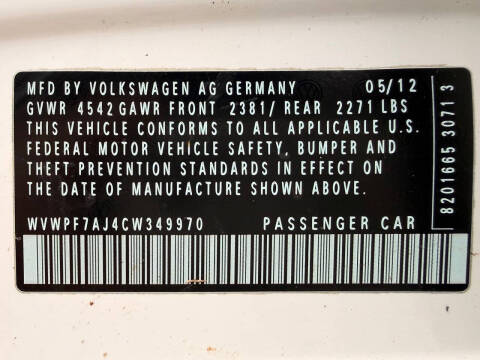 MFD BY VOLKSWAGEN AG GERMANY 05/12
GVWR 4542 GAWR FRONT 2381/ REAR 2271 LBS
THIS VEHICLE CONFORMS TO ALL APPLICABLE U.S.
FEDERAL MOTOR VEHICLE SAFETY, BUMPER AND
THEFT PREVENTION STANDARDS IN EFFECT ON
THE DATE OF MANUFACTURE SHOWN ABOVE.
WVWPF7AJ4CW349970 PASSENGER CAR
8201665 3071 3